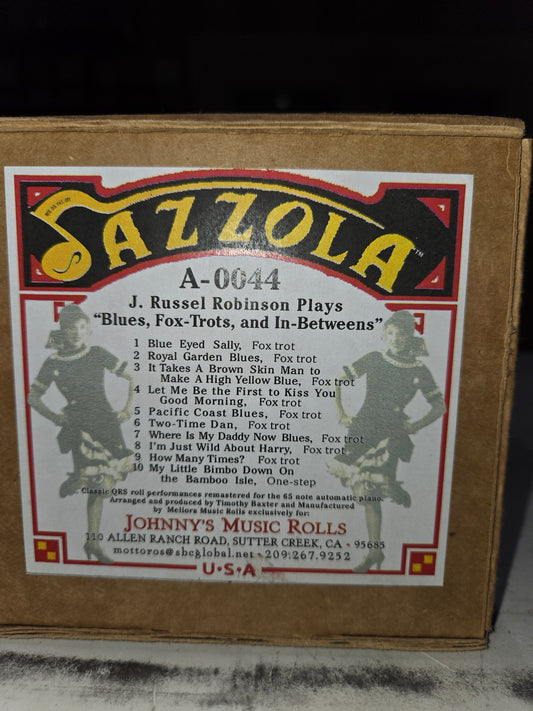 JAZZOLA™
A-0044
J. Russel Robinson Plays
"Blues, Fox-Trots, and In-Betweens"
1 Blue Eyed Sally, Fox trot
2 Royal Garden Blues, Fox trot
3 It Takes A Brown Skin Man to
Make A High Yellow Blue, Fox trot
4 Let Me Be the First to Kiss You
Good Morning, Fox trot
5 Pacific Coast Blues, Fox trot
6 Two-Time Dan, Fox trot
7 Where Is My Daddy Now Blues, Fox trot
8 I'm Just Wild About Harry, Fox trot
9 How Many Times? Fox trot
10 My Little Bimbo Down On
the Bamboo Isle, One-step
Classic QRS roll performances remastered for the 65 note automatic piano.
Arranged and produced by Timothy Baxter and Manufactured
by Meliora Music Rolls exclusively for:
JOHNNY'S MUSIC ROLLS
110 ALLEN RANCH ROAD, SUTTER CREEK, CA • 95685
mottoros@sbcglobal.net • 209.267.9252
U•S•A